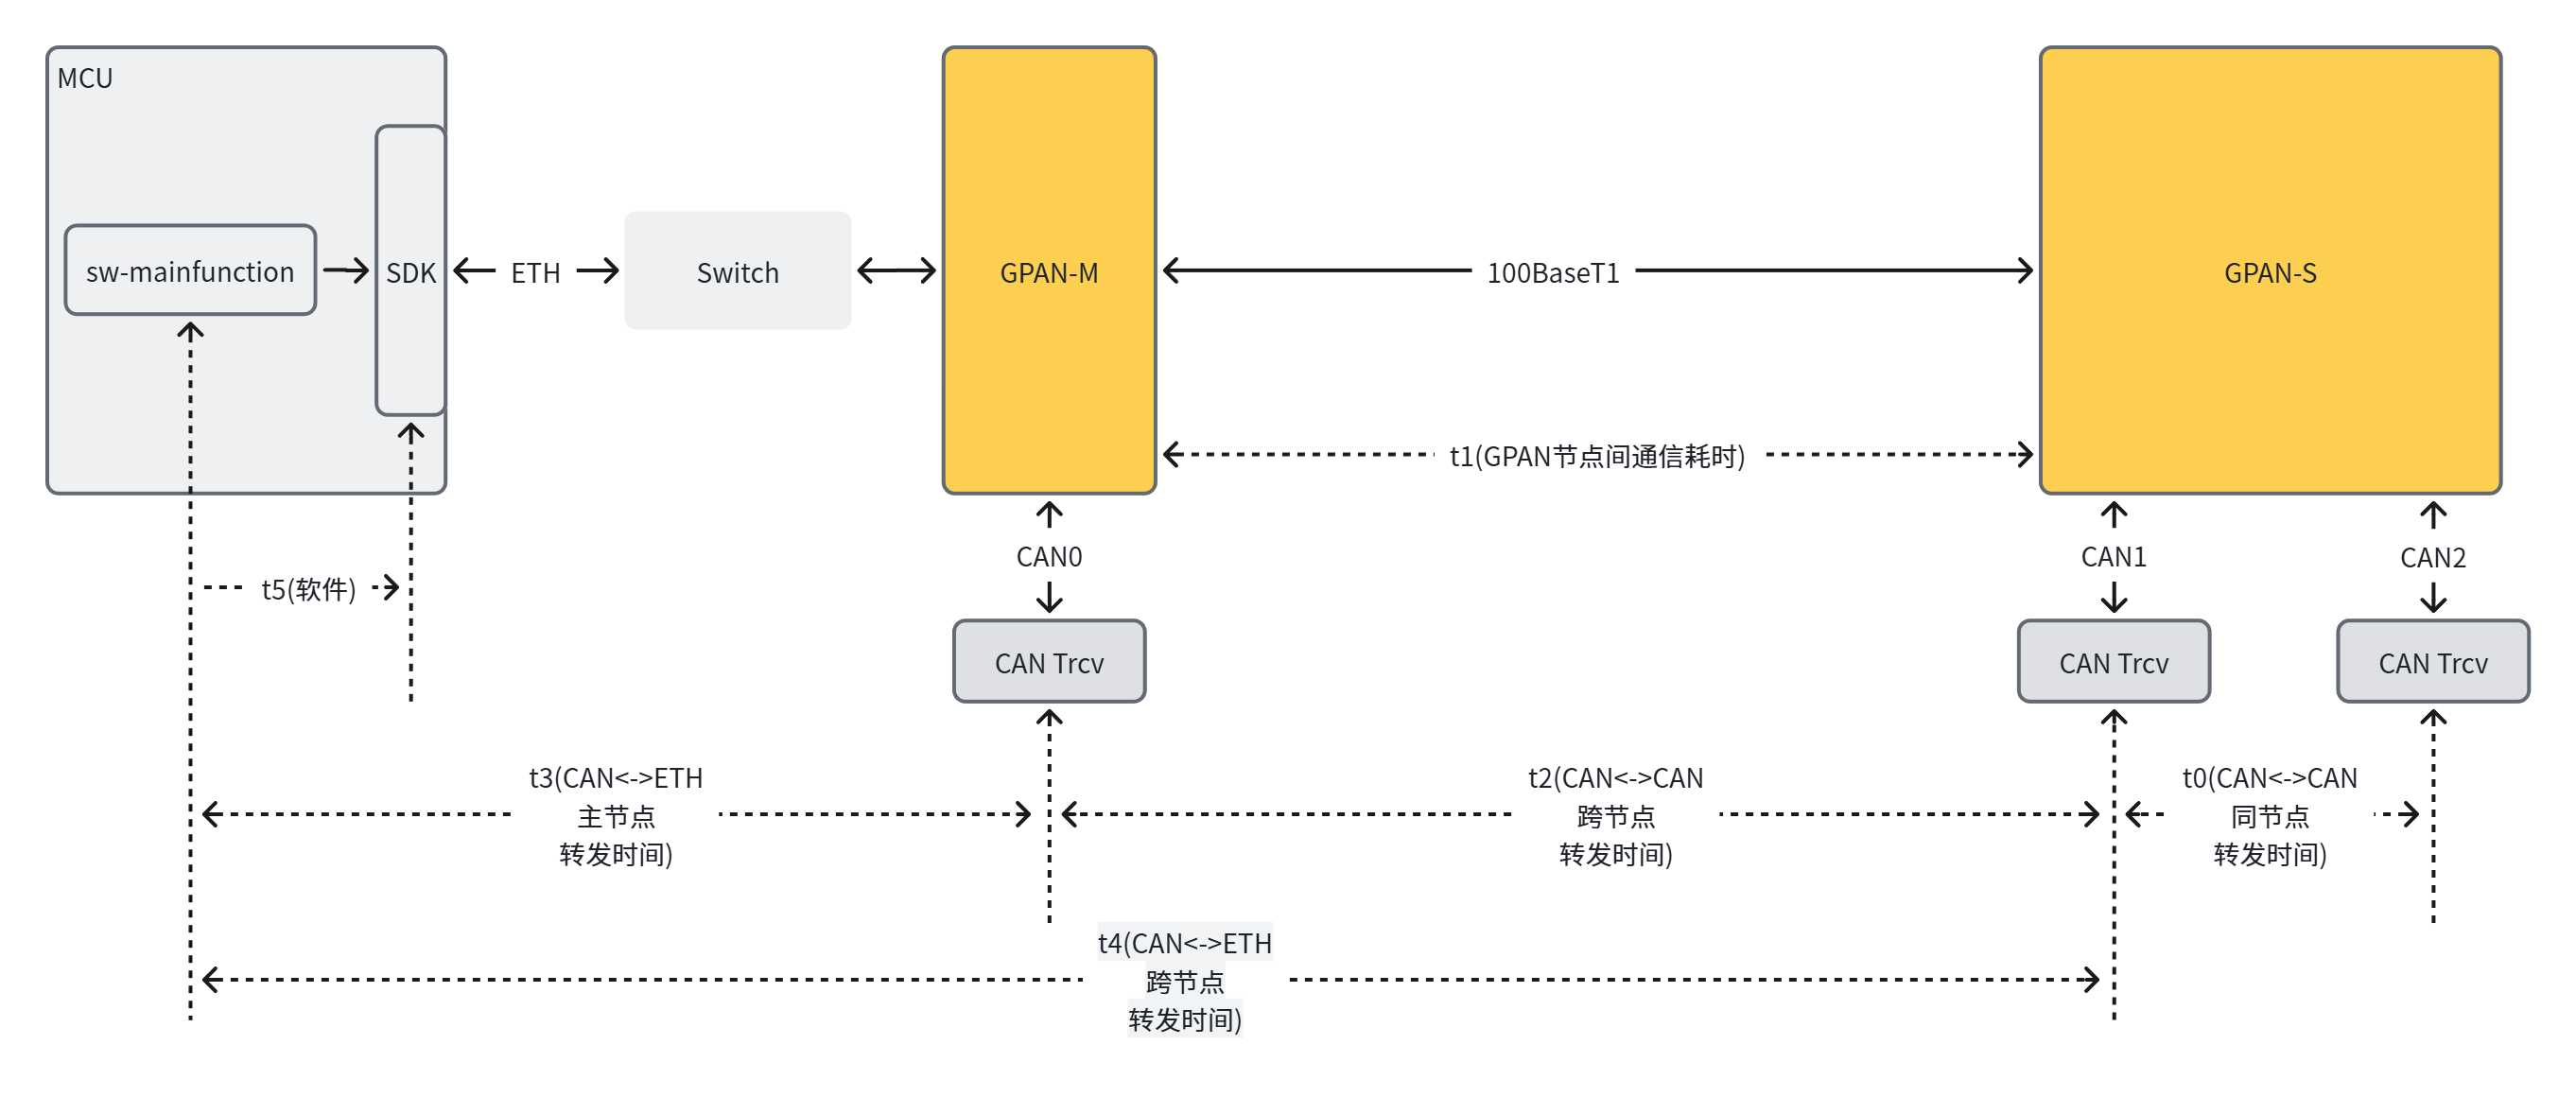 MCU
sw-mainfunction
SDK
ETH
Switch
GPAN-M
100BaseT1
GPAN-S
t1(GPAN节点间通信耗时)
CAN0
CAN1
CAN2
t5(软件)
CAN Trcv
CAN Trcv
CAN Trcv
t3(CAN<->ETH
主节点
转发时间)
t2(CAN<->CAN
跨节点
转发时间)
t0(CAN<->CAN
同节点
转发时间)
t4(CAN<->ETH
跨节点
转发时间)